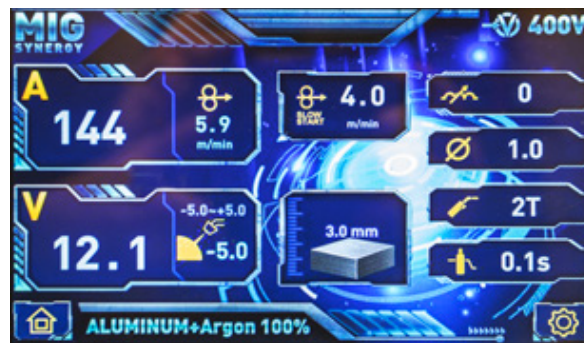 MIG
SYNERGY
400V
A
144
5.9
m/min
SLOW
START
4.0
m/min
0
1.0
V
12.1
-5.0~+5.0
-5.0
3.0 mm
2T
0.1s
ALUMINUM+Argon 100%